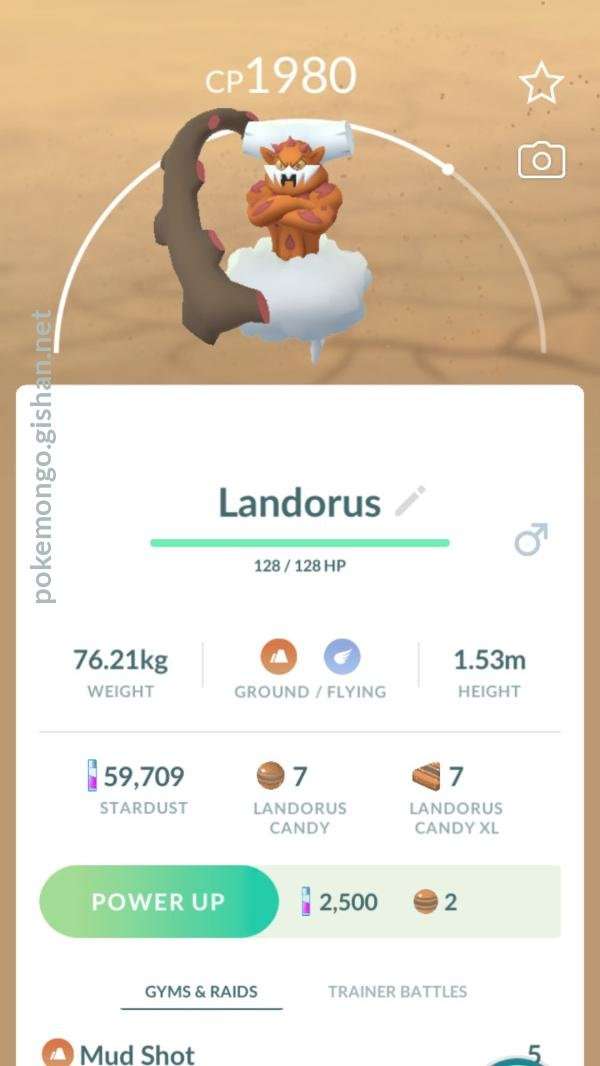 CP1980
pokemongo.gishan.net
Landorus
128 / 128 HP
76.21kg
WEIGHT
GROUND / FLYING
1.53m
HEIGHT
59,709
STARDUST
7
LANDORUS
CANDY
7
LANDORUS
CANDY XL
POWER UP
2,500
2
GYMS & RAIDS
TRAINER BATTLES
Mud Shot
5